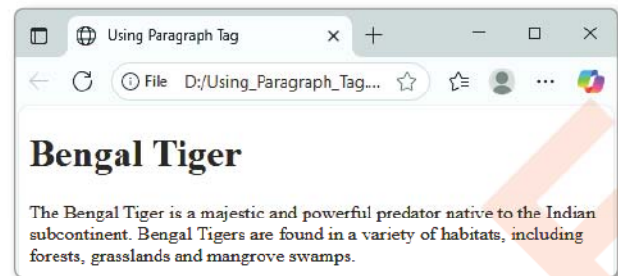 Using Paragraph Tag
File D:/Using_Paragraph_Tag....
Bengal Tiger
The Bengal Tiger is a majestic and powerful predator native to the Indian
subcontinent. Bengal Tigers are found in a variety of habitats, including
forests, grasslands and mangrove swamps.